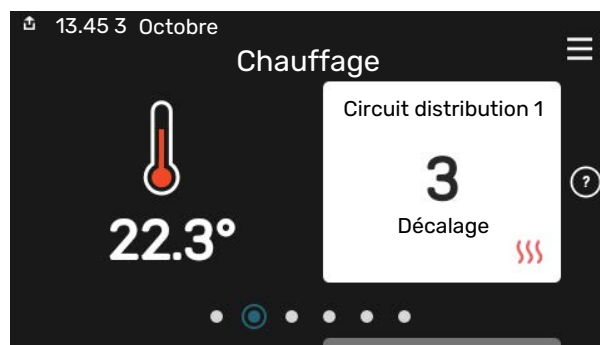 13.45 3 Octobre
Chauffage
Circuit distribution 1
3
Décalage
22.3°
?